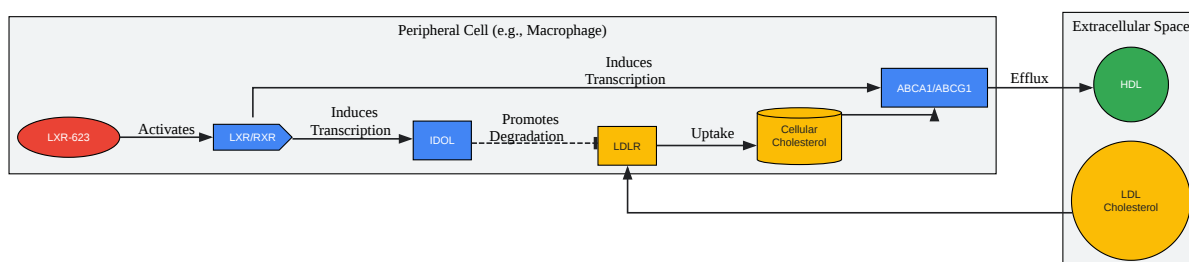 Peripheral Cell (e.g., Macrophage)
Extracellular Space
Induces
Transcription
ABCA1/ABCG1
Efflux
HDL
LXR-623
Activates
LXR/RXR
Induces
Transcription
IDOL
Promotes
Degradation
LDLR
Uptake
Cellular
Cholesterol
LDL
Cholesterol